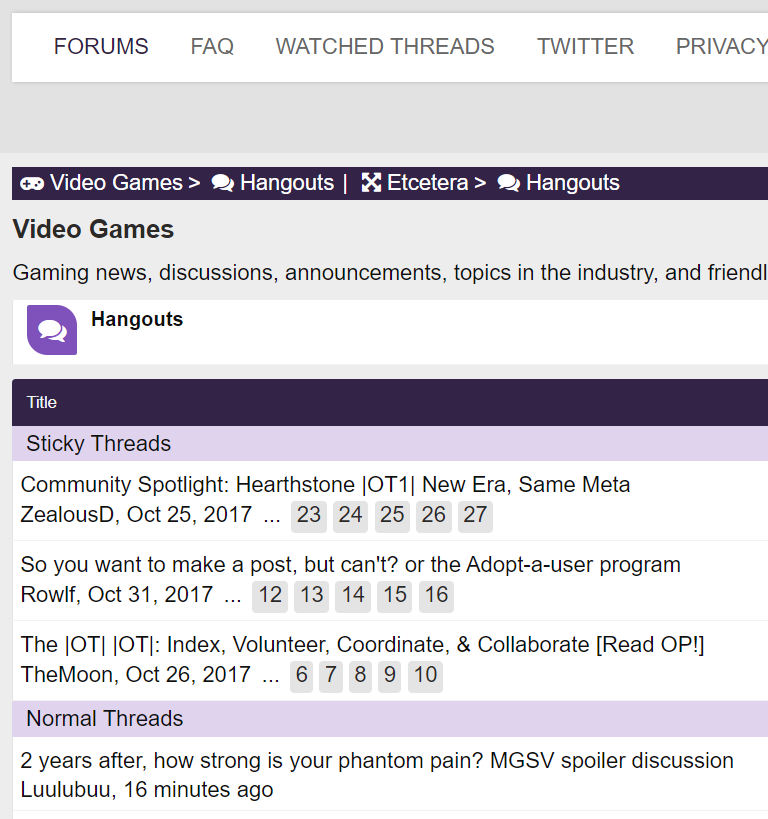 FORUMS FAQ WATCHED THREADS TWITTER PRIVACY
Video Games > Hangouts | Etcetera > Hangouts
Video Games
Gaming news, discussions, announcements, topics in the industry, and friendl
Hangouts
Title
Sticky Threads
Community Spotlight: Hearthstone |OT1| New Era, Same Meta
ZealousD, Oct 25, 2017 ... 23 24 25 26 27
So you want to make a post, but can't? or the Adopt-a-user program
Rowlf, Oct 31, 2017 ... 12 13 14 15 16
The |OT| |OT|: Index, Volunteer, Coordinate, & Collaborate [Read OP!]
TheMoon, Oct 26, 2017 ... 6 7 8 9 10
Normal Threads
2 years after, how strong is your phantom pain? MGSV spoiler discussion
Luulubuu, 16 minutes ago